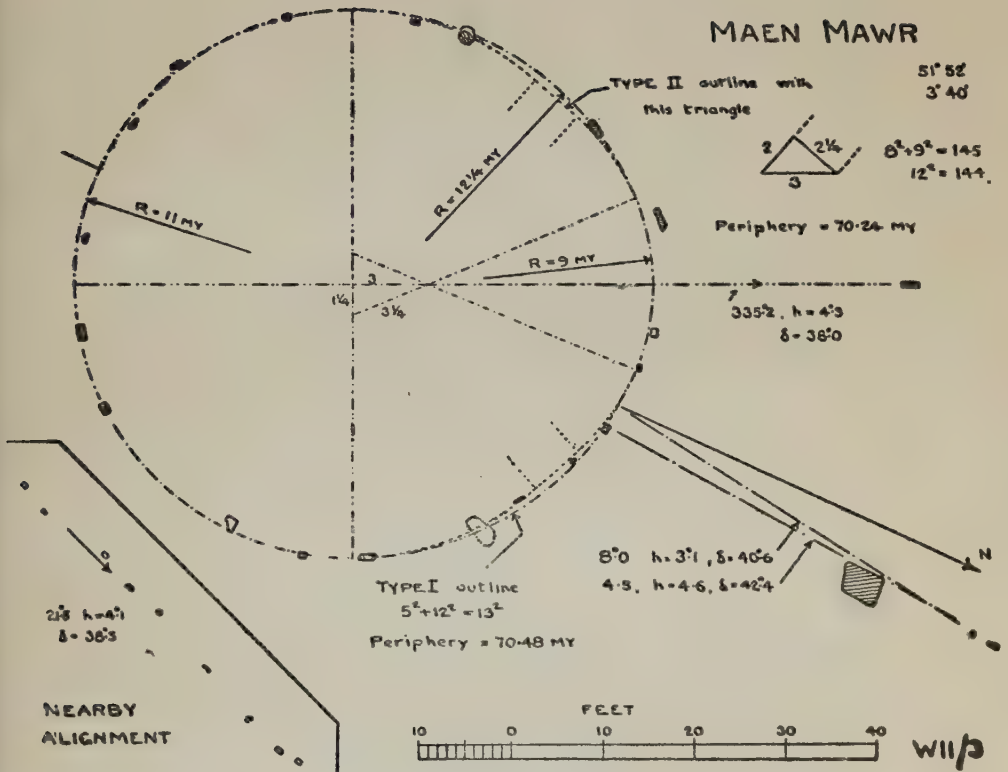 MAEN MAWR
51° 52'
3° 40'
TYPE II outline with
this triangle
2
2¼
3
8²+9²=145
12²=144.
Periphery = 70·24 MY
R = 11 MY
R = 12¼ MY
R = 9 MY
3
1¼
3¼
335°2, h = 4°3
δ = 38°0
N
8°0 h=3°1, δ=40°6
4·5, h=4·6, δ=42°4
TYPE I outline
5²+12²=13²
Periphery = 70·48 MY
h=4°1
NEARBY
ALIGNMENT
FEET
10 0 10 20 30 40
W11/3